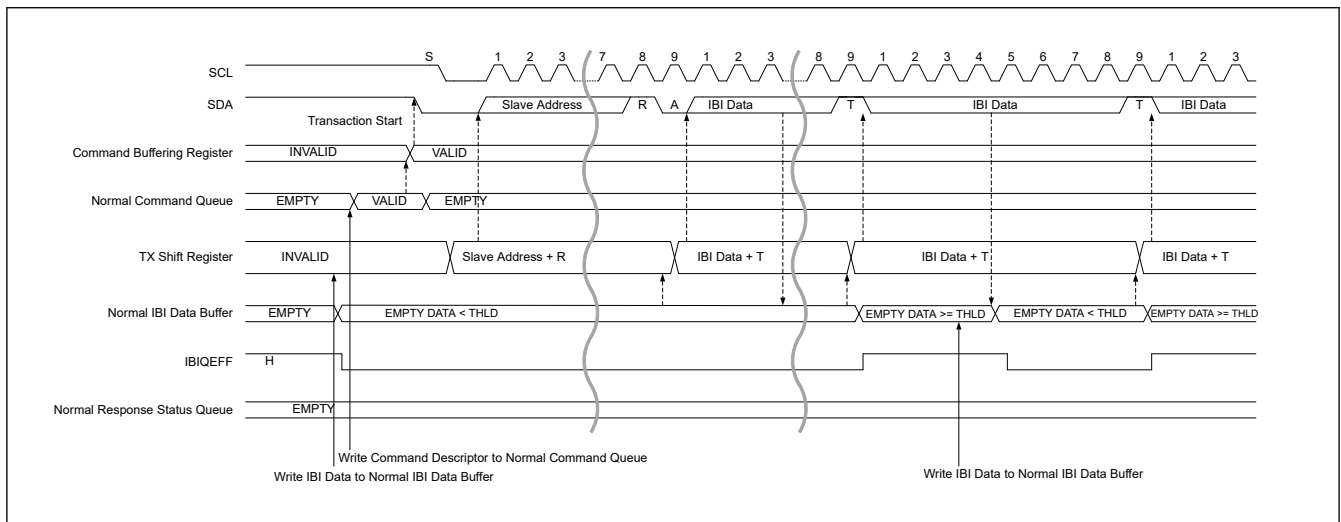 S 1 2 3 7 8 9 1 2 3 8 9 1 2 3 4 5 6 7 8 9 1 2 3
SCL
SDA Slave Address R A IBI Data T IBI Data T IBI Data
Transaction Start
Command Buffering Register INVALID VALID
Normal Command Queue EMPTY VALID EMPTY
TX Shift Register INVALID Slave Address + R IBI Data + T IBI Data + T IBI Data + T
Normal IBI Data Buffer EMPTY EMPTY DATA < THLD EMPTY DATA >= THLD EMPTY DATA < THLD EMPTY DATA >= THLD
IBIQEFF H
Normal Response Status Queue EMPTY
Write Command Descriptor to Normal Command Queue
Write IBI Data to Normal IBI Data Buffer Write IBI Data to Normal IBI Data Buffer